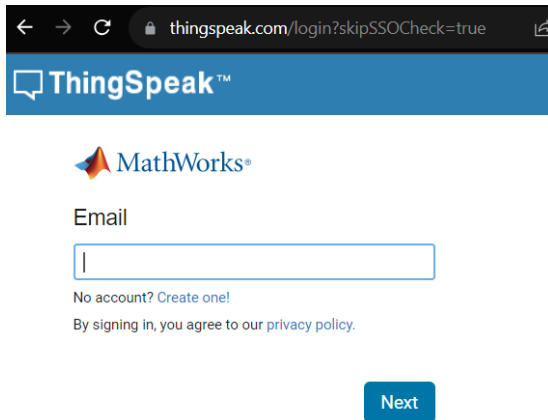 thingspeak.com/login?skipSSOCheck=true
ThingSpeak™
MathWorks®
Email
No account? Create one!
By signing in, you agree to our privacy policy.
Next